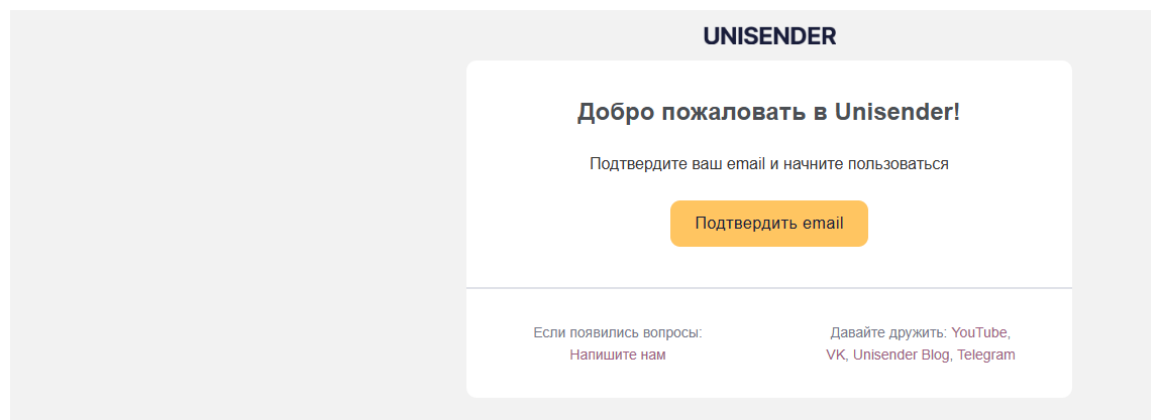 UNISENDER
Добро пожаловать в Unisender!
Подтвердите ваш email и начните пользоваться
Подтвердить email
Если появились вопросы:
Напишите нам
Давайте дружить: YouTube,
VK, Unisender Blog, Telegram